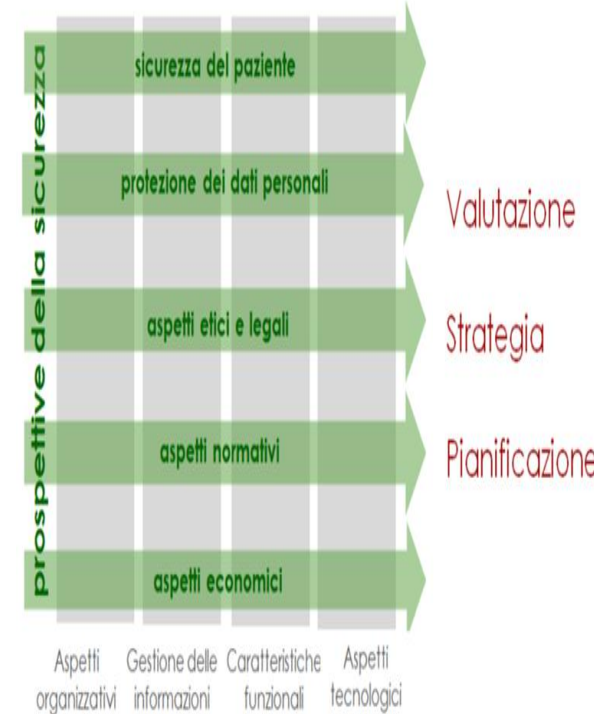 prospettive della sicurezza
sicurezza del paziente
protezione dei dati personali
aspetti etici e legali
aspetti normativi
aspetti economici
Valutazione
Strategia
Pianificazione
Aspetti
organizzativi
Gestione delle
informazioni
Caratteristiche
funzionali
Aspetti
tecnologici